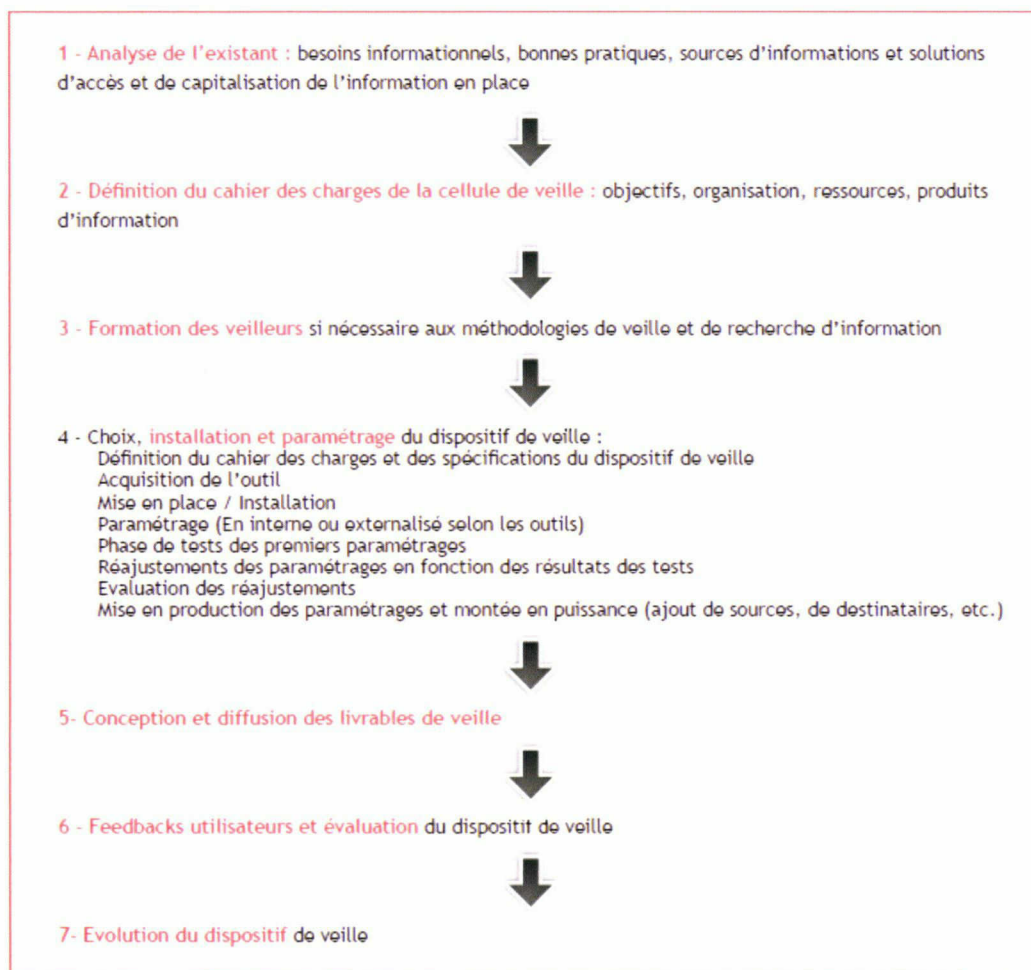 1 - Analyse de l'existant : besoins informationnels, bonnes pratiques, sources d'informations et solutions
d'accès et de capitalisation de l'information en place
2 - Définition du cahier des charges de la cellule de veille : objectifs, organisation, ressources, produits
d'information
3 - Formation des veilleurs si nécessaire aux méthodologies de veille et de recherche d'information
4 - Choix, installation et paramétrage du dispositif de veille :
Définition du cahier des charges et des spécifications du dispositif de veille
Acquisition de l'outil
Mise en place / Installation
Paramétrage (En interne ou externalisé selon les outils)
Phase de tests des premiers paramétrages
Réajustements des paramétrages en fonction des résultats des tests
Evaluation des réajustements
Mise en production des paramétrages et montée en puissance (ajout de sources, de destinataires, etc.)
5- Conception et diffusion des livrables de veille
6 - Feedbacks utilisateurs et évaluation du dispositif de veille
7- Evolution du dispositif de veille